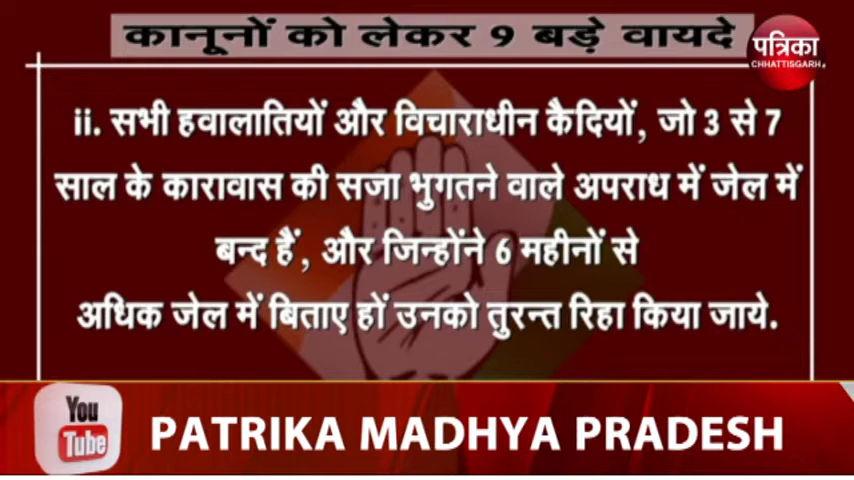 कानूनों को लेकर 9 बड़े वायदे
पत्रिका
CHHATTISGARH
ii. सभी हवालातियों और विचाराधीन कैदियों, जो 3 से 7
साल के कारावास की सजा भुगतने वाले अपराध में जेल में
बन्द हैं, और जिन्होंने 6 महीनों से
अधिक जेल में बिताए हों उनको तुरन्त रिहा किया जाये.
You
Tube
PATRIKA MADHYA PRADESH